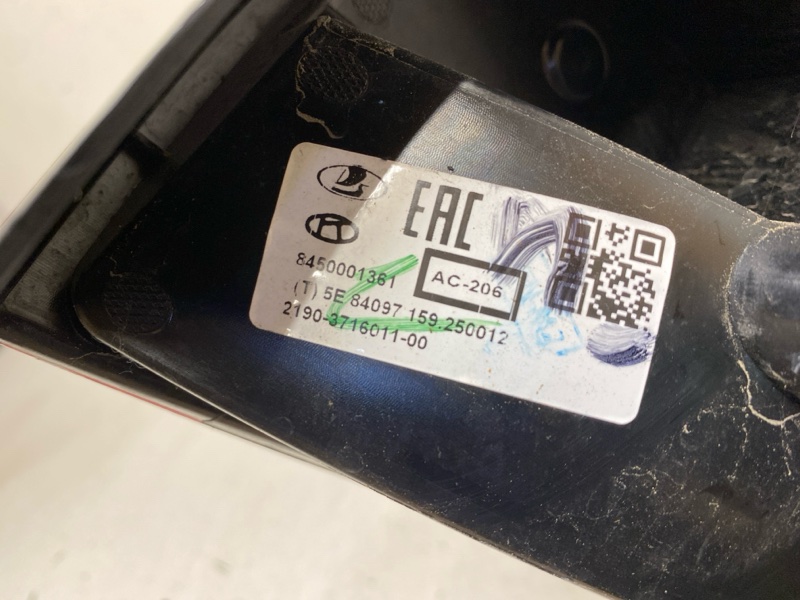 EAC
8450001361
AC-206
(T) 5E 84097 159.250012
2190-3716011-00